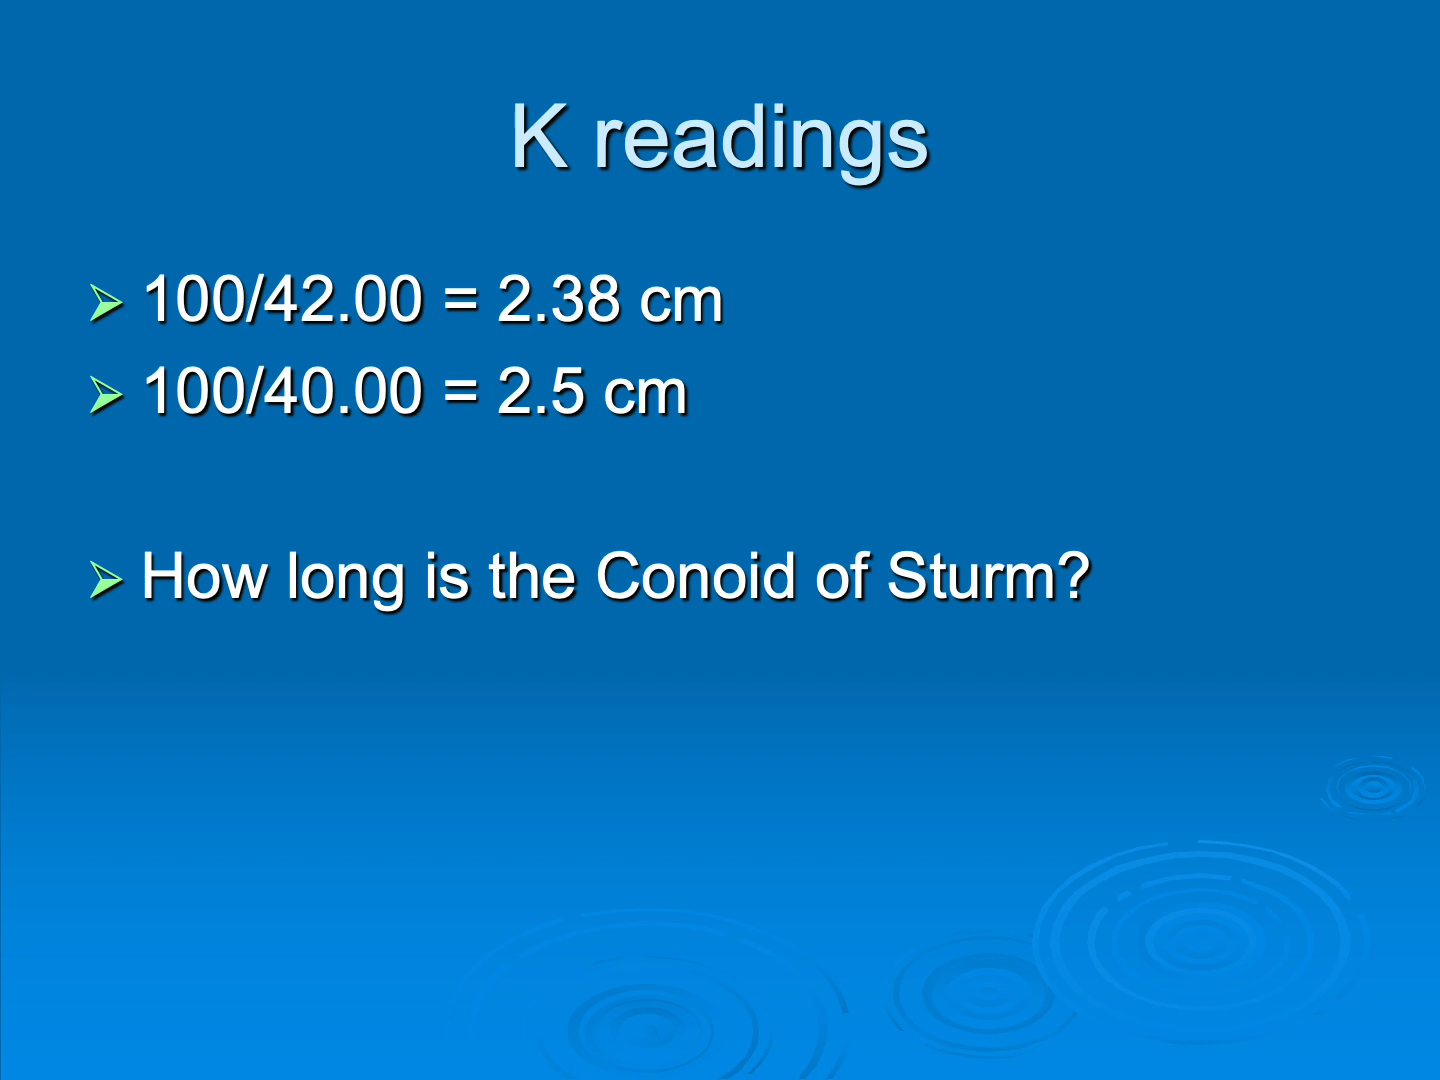 K readings
100/42.00 = 2.38 cm
100/40.00 = 2.5 cm
How long is the Conoid of Sturm?